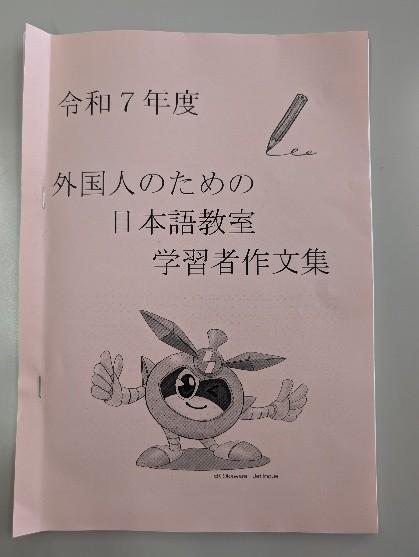 令和７年度
外国人のための
日本語教室
学習者作文集